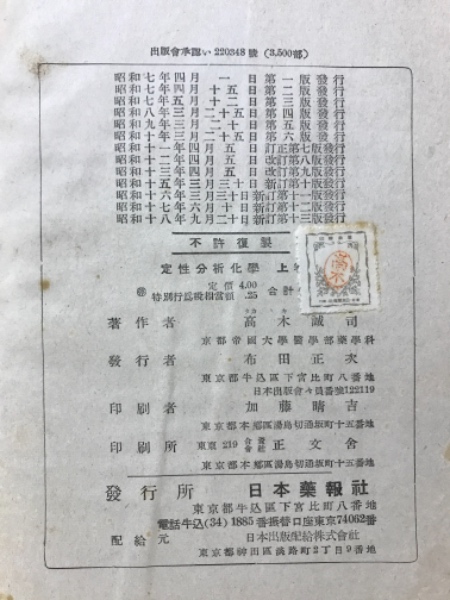 出版會承認い 220348 號 (3,500部)
昭和七年四月一日第一版發行
昭和七年四月十五日第二版發行
昭和七年五月十二日第三版發行
昭和八年三月二十五日第四版發行
昭和九年三月二十日第五版發行
昭和十年三月二十五日第六版發行
昭和十一年四月五日訂正第七版發行
昭和十二年四月五日改訂第八版發行
昭和十三年四月五日改訂第九版發行
昭和十五年三月三十日新訂第十版發行
昭和十六年三月三十日新訂第十一版發行
昭和十七年六月二十日新訂第十二版發行
昭和十八年九月二十日新訂第十三版發行
不許復製
定性分析化學 上
定價 4.00
特別行爲稅相當額 .25
合計
高木
著作者 高木誠司
京都帝國大學醫學部藥學科
發行者 布田正次
東京都牛込區下宮比町八番地
日本出版會々員番號122119
印刷者 加藤晴吉
東京都本鄕區湯島切通坂町十五番地
印刷所 東東 219 合資會社 正文舍
東京都本鄕區湯島切通坂町十五番地
發行所 日本藥報社
東京都牛込區下宮比町八番地
電話牛込(34)1885番振替口座東京74062番
配給元 日本出版配給株式會社
東京都神田區淡路町2丁目9番地